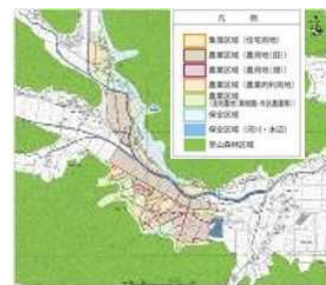 凡 例
集落区域（住宅用地）
農業区域（農用地(田)）
農業区域（農用地(畑)）
農業区域（農業的利用地）
農業区域
保全区域
保全区域（河川・水辺）
里山森林区域